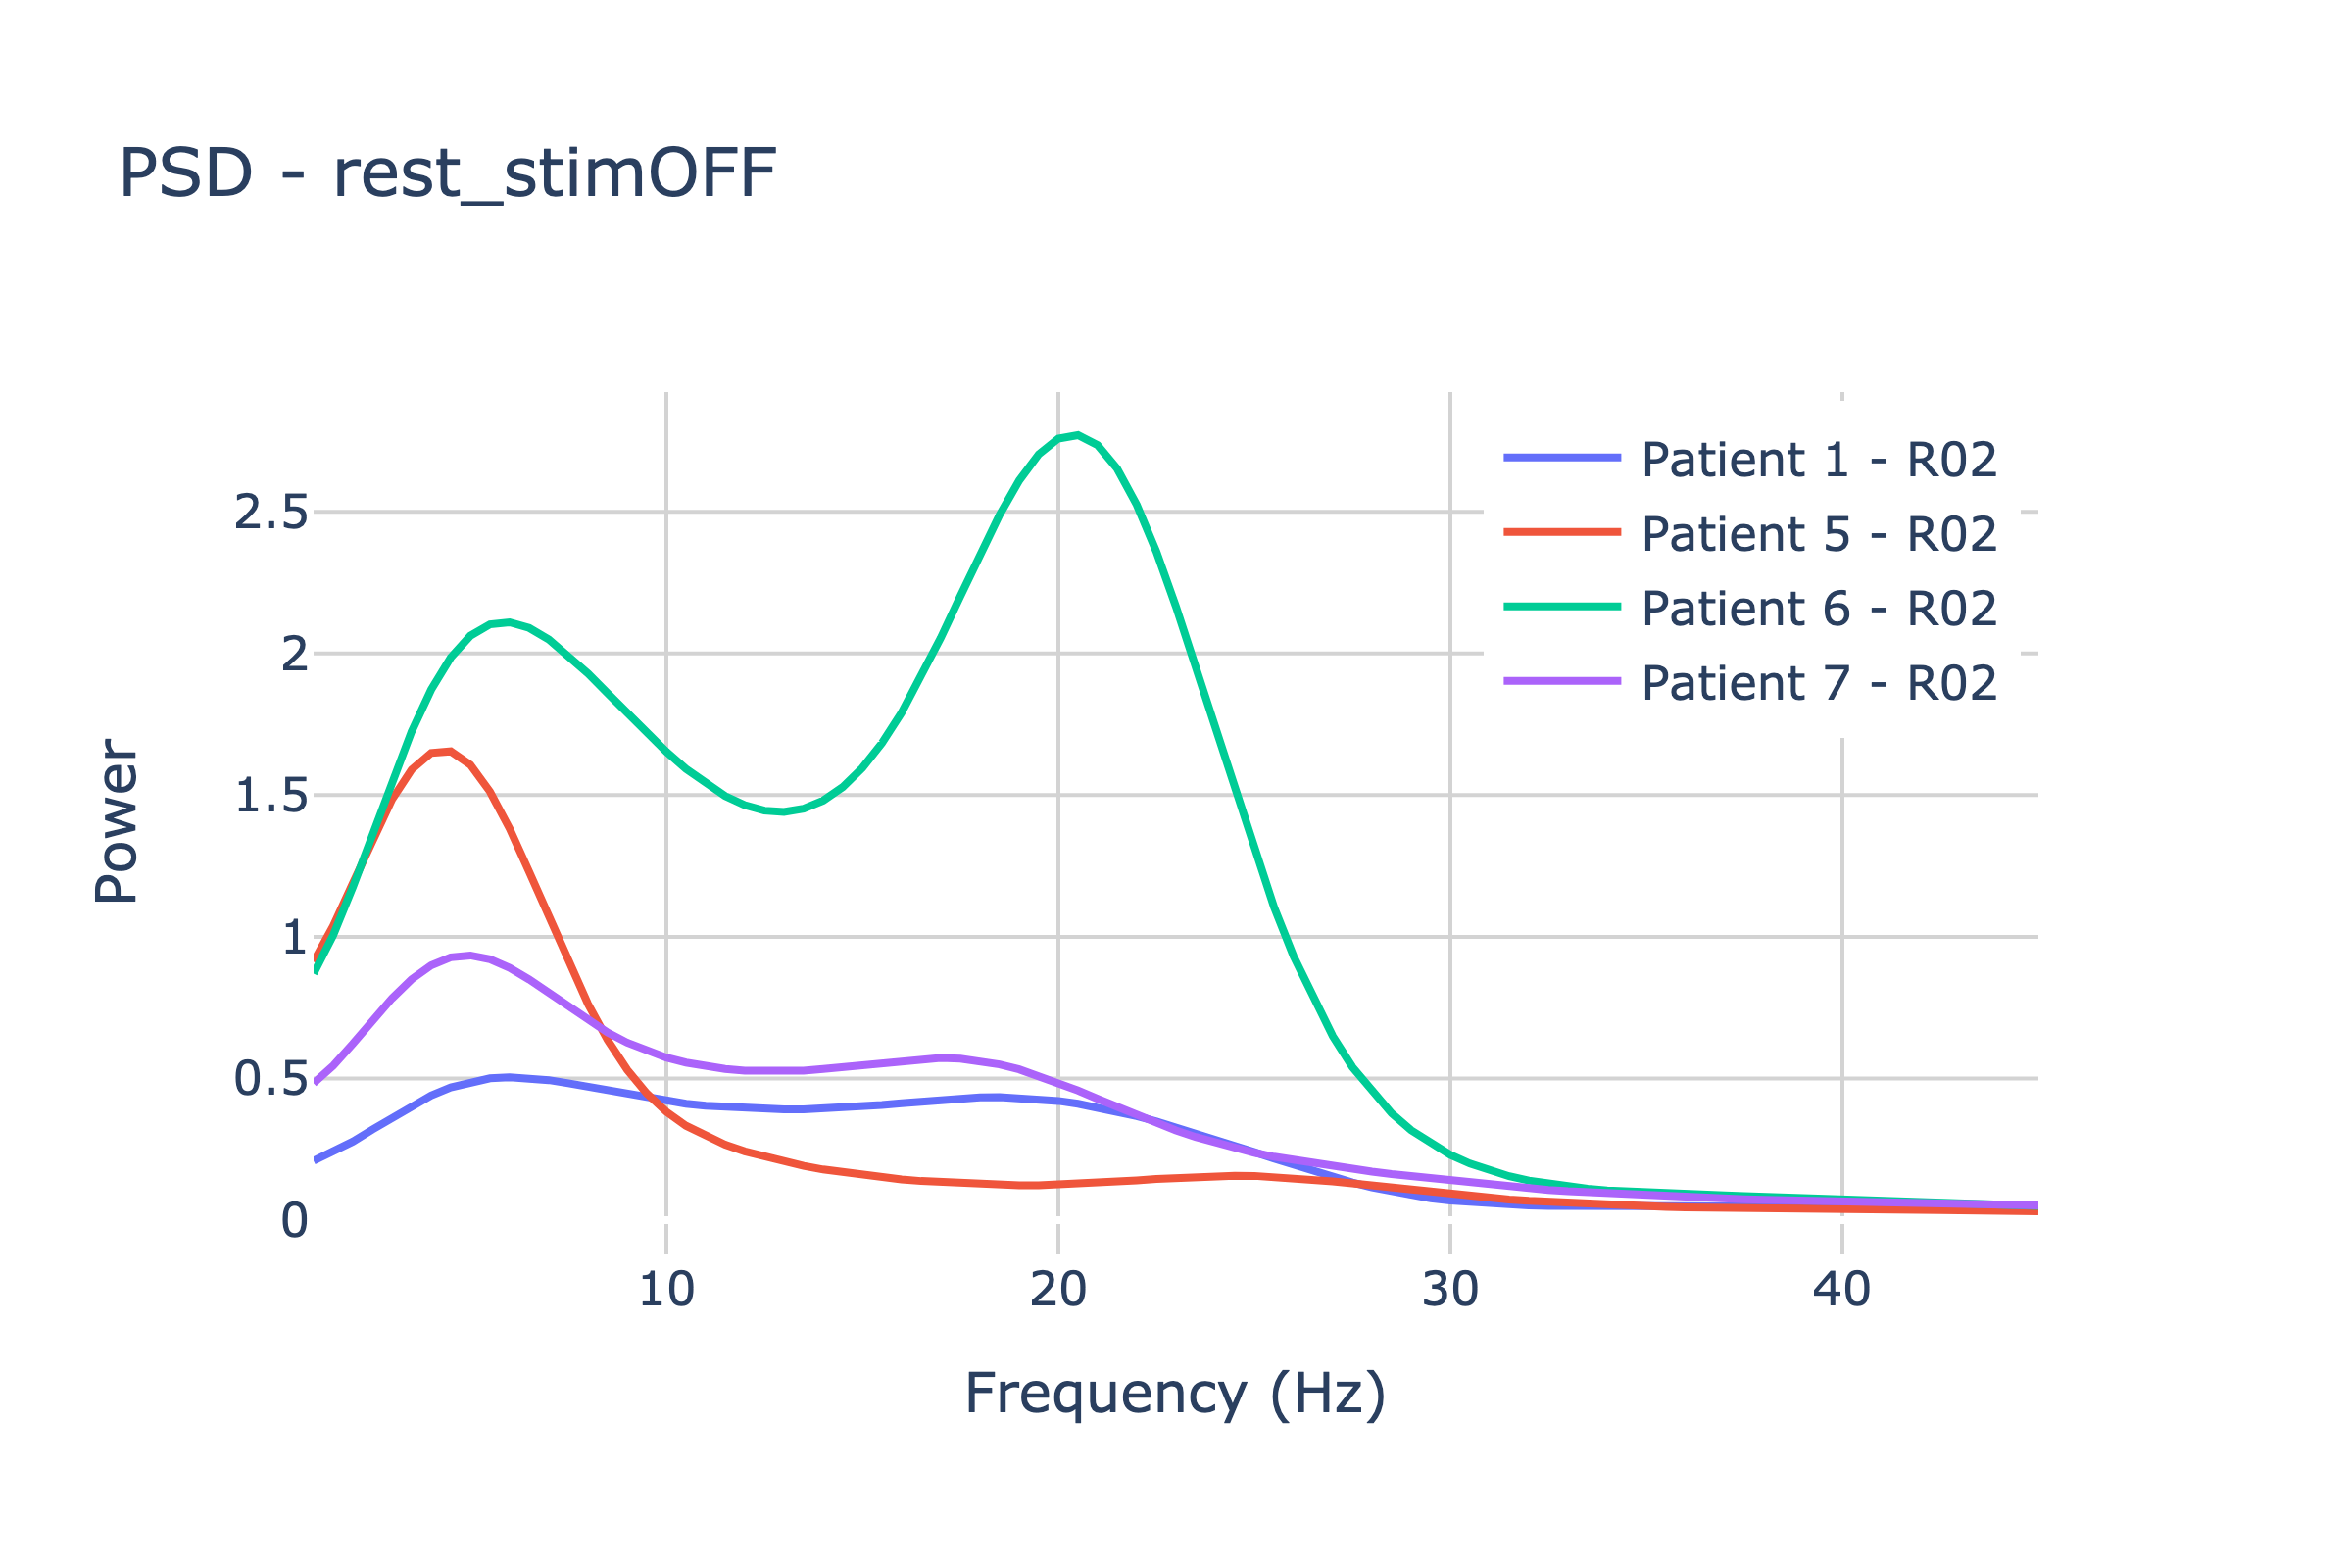 PSD - rest_stimOFF
Patient 1 - R02
Patient 5 - R02
Patient 6 - R02
Patient 7 - R02
2.5
2
1.5
1
0.5
0
Power
10
20
30
40
Frequency (Hz)